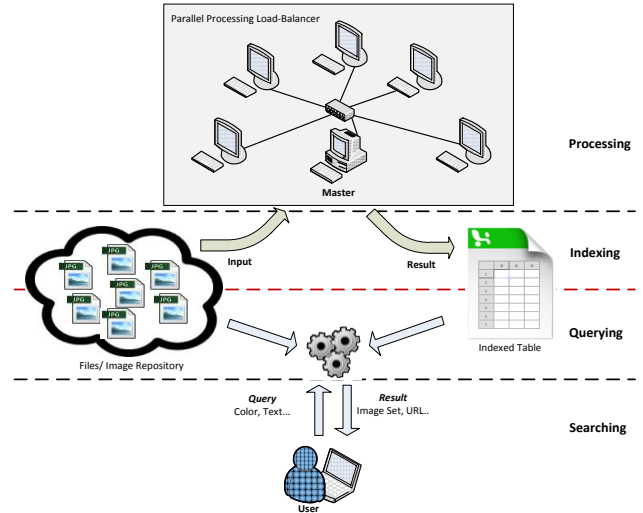 Parallel Processing Load-Balancer
Master
Processing
Input
Result
Indexing
JPG
JPG
JPG
JPG
JPG
JPG
JPG
Files/ Image Repository
Indexed Table
Querying
Query
Color, Text...
Result
Image Set, URL..
Searching
User